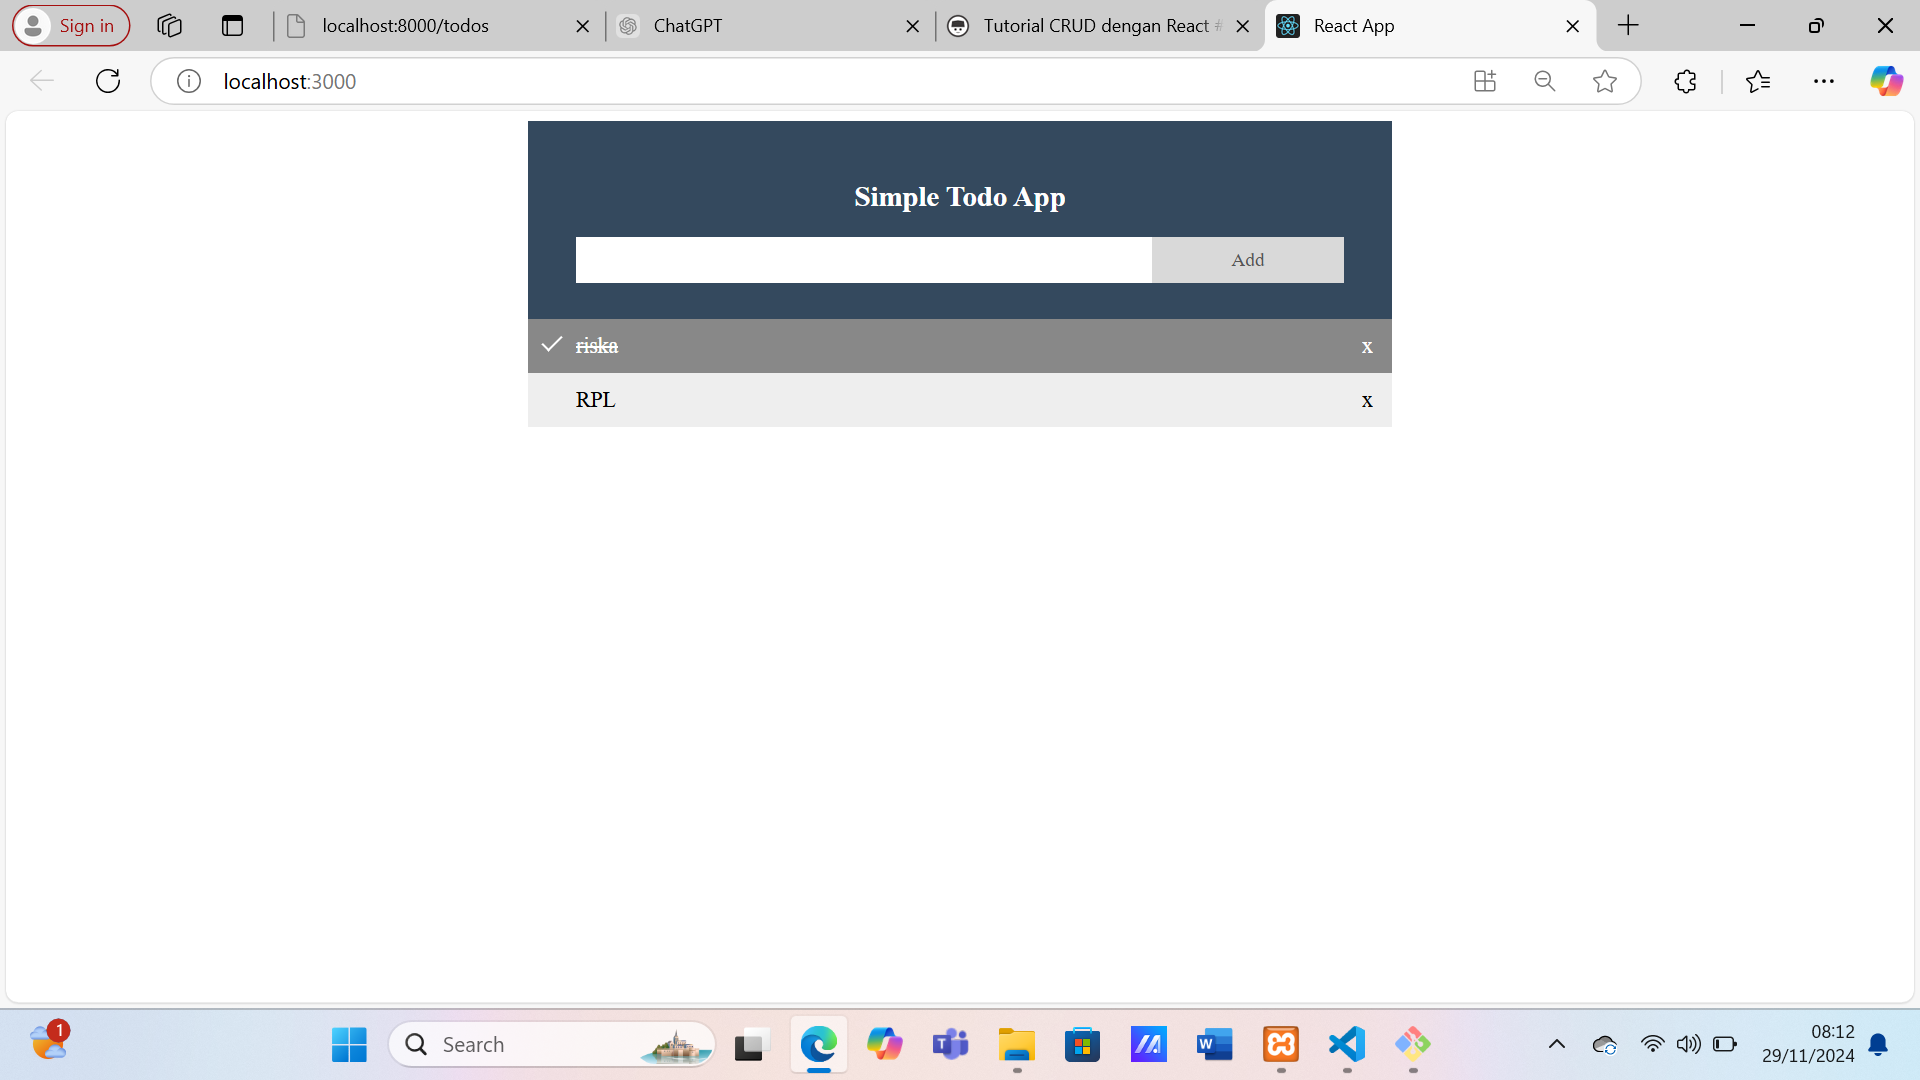 Sign in
localhost:8000/todos
ChatGPT
Tutorial CRUD dengan React #
React App
localhost:3000
Simple Todo App
Add
riska x
RPL x
1
Search
08:12
29/11/2024